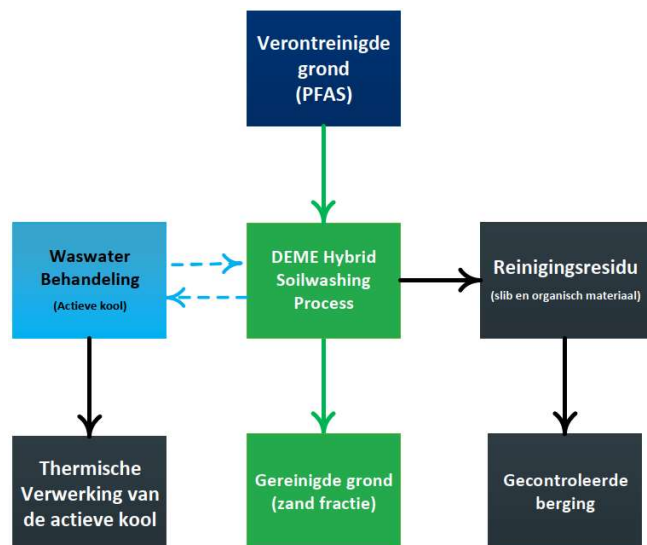 Verontreinigde
grond
(PFAS)
Waswater
Behandeling
(Actieve kool)
DEME Hybrid
Soilwashing
Process
Reinigingsresidu
(slib en organisch materiaal)
Thermische
Verwerking van
de actieve kool
Gereinigde grond
(zand fractie)
Gecontroleerde
berging